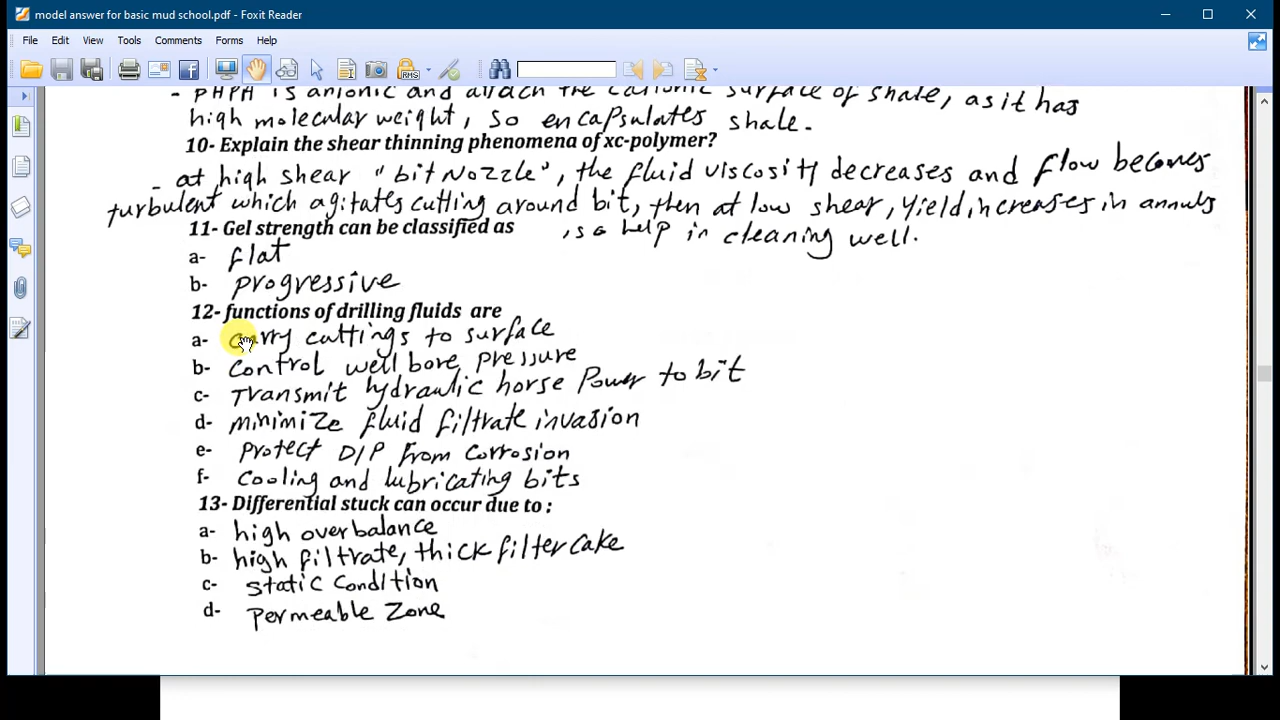 model answer for basic mud school.pdf - Foxit Reader
File Edit View Tools Comments Forms Help
- PHPA is anionic and attach the cationic surface of shale, as it has
high molecular weight, so encapsulates shale.
10- Explain the shear thinning phenomena of xc-polymer?
- at high shear "bit Nozzle", the fluid viscosity decreases and flow becomes
turbulent which agitates cutting around bit, then at low shear, yield increases in annuls
11- Gel strength can be classified as , so help in cleaning well.
a- flat
b- progressive
12- functions of drilling fluids are
a- carry cuttings to surface
b- control well bore pressure
c- Transmit hydraulic horse Power to bit
d- minimize fluid filtrate invasion
e- Protect D/P from corrosion
f- Cooling and lubricating bits
13- Differential stuck can occur due to :
a- high overbalance
b- high filtrate, thick filter cake
c- static Condition
d- permeable Zone